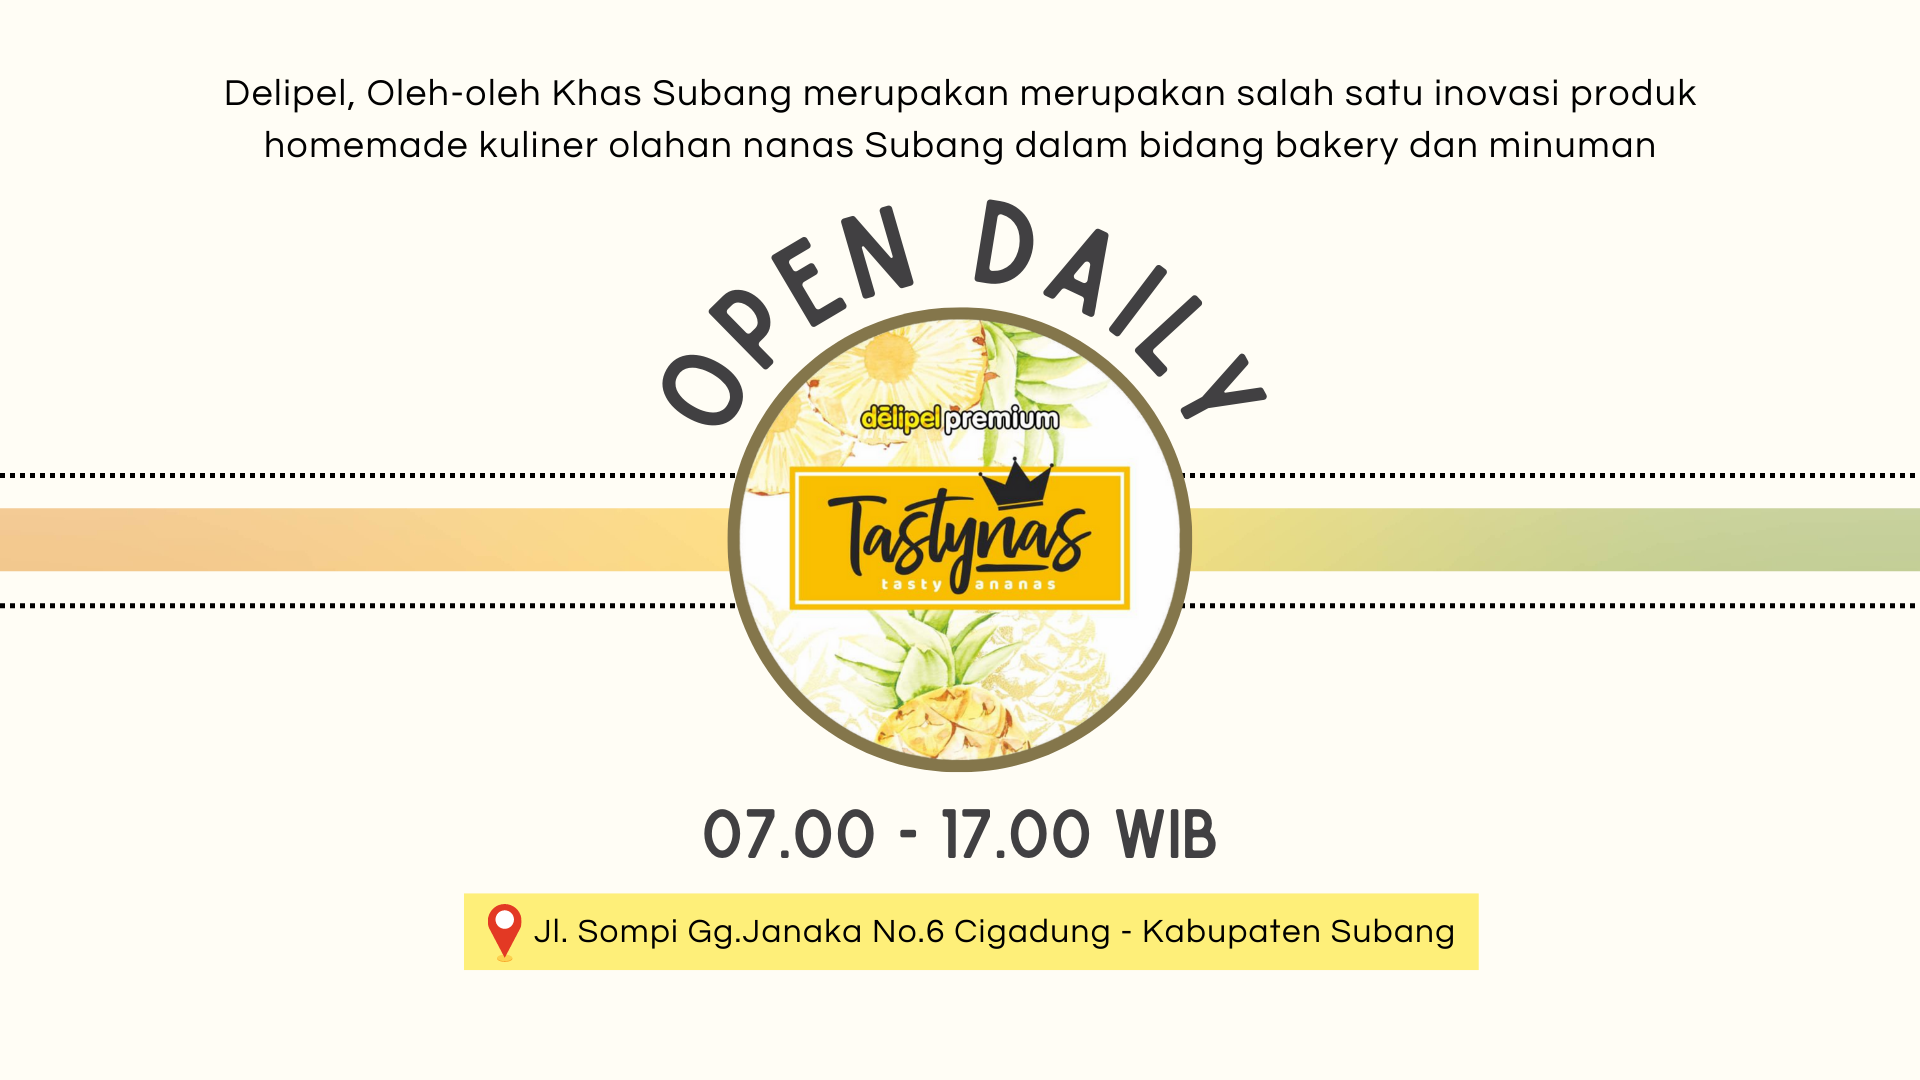 Delipel, Oleh-oleh Khas Subang merupakan merupakan salah satu inovasi produk
homemade kuliner olahan nanas Subang dalam bidang bakery dan minuman
OPEN DAILY
dēlipel premium
Tastynas
tasty ananas
07.00 - 17.00 WIB
Jl. Sompi Gg.Janaka No.6 Cigadung - Kabupaten Subang